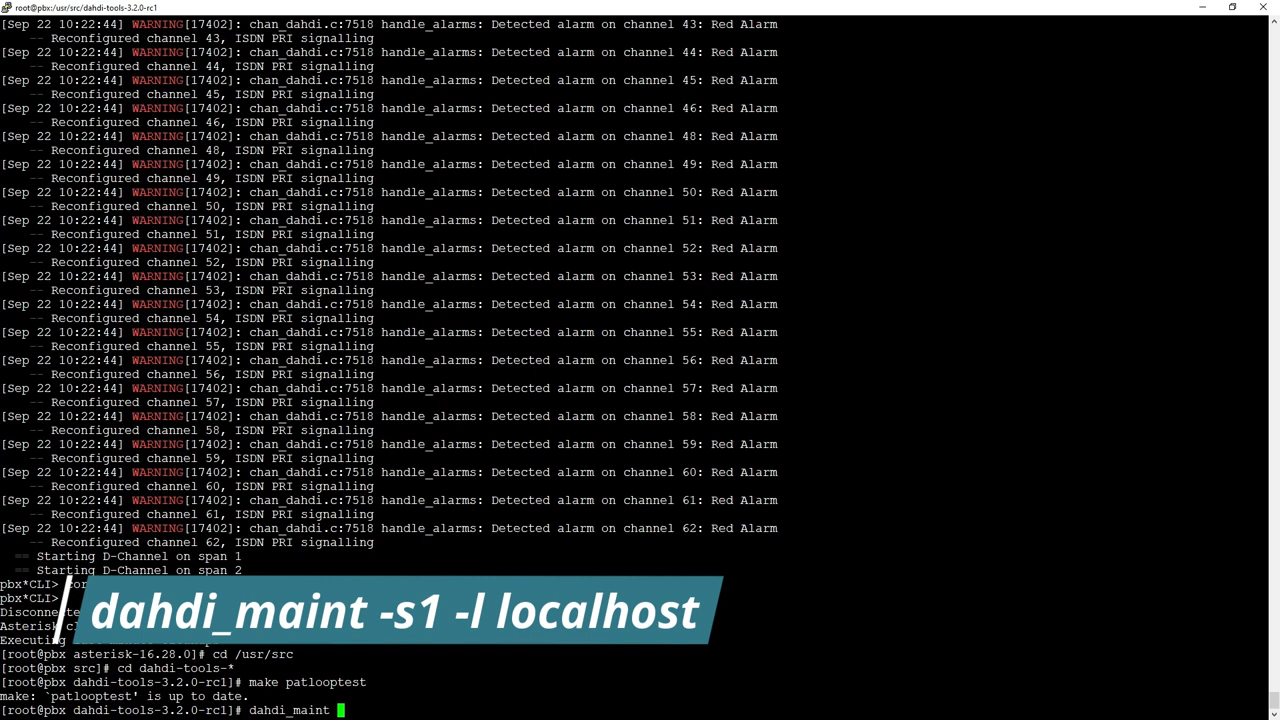 root@pbx:/usr/src/dahdi-tools-3.2.0-rc1
[Sep 22 10:22:44] WARNING[17402]: chan_dahdi.c:7518 handle_alarms: Detected alarm on channel 43: Red Alarm
-- Reconfigured channel 43, ISDN PRI signalling
[Sep 22 10:22:44] WARNING[17402]: chan_dahdi.c:7518 handle_alarms: Detected alarm on channel 44: Red Alarm
-- Reconfigured channel 44, ISDN PRI signalling
[Sep 22 10:22:44] WARNING[17402]: chan_dahdi.c:7518 handle_alarms: Detected alarm on channel 45: Red Alarm
-- Reconfigured channel 45, ISDN PRI signalling
[Sep 22 10:22:44] WARNING[17402]: chan_dahdi.c:7518 handle_alarms: Detected alarm on channel 46: Red Alarm
-- Reconfigured channel 46, ISDN PRI signalling
[Sep 22 10:22:44] WARNING[17402]: chan_dahdi.c:7518 handle_alarms: Detected alarm on channel 48: Red Alarm
-- Reconfigured channel 48, ISDN PRI signalling
[Sep 22 10:22:44] WARNING[17402]: chan_dahdi.c:7518 handle_alarms: Detected alarm on channel 49: Red Alarm
-- Reconfigured channel 49, ISDN PRI signalling
[Sep 22 10:22:44] WARNING[17402]: chan_dahdi.c:7518 handle_alarms: Detected alarm on channel 50: Red Alarm
-- Reconfigured channel 50, ISDN PRI signalling
[Sep 22 10:22:44] WARNING[17402]: chan_dahdi.c:7518 handle_alarms: Detected alarm on channel 51: Red Alarm
-- Reconfigured channel 51, ISDN PRI signalling
[Sep 22 10:22:44] WARNING[17402]: chan_dahdi.c:7518 handle_alarms: Detected alarm on channel 52: Red Alarm
-- Reconfigured channel 52, ISDN PRI signalling
[Sep 22 10:22:44] WARNING[17402]: chan_dahdi.c:7518 handle_alarms: Detected alarm on channel 53: Red Alarm
-- Reconfigured channel 53, ISDN PRI signalling
[Sep 22 10:22:44] WARNING[17402]: chan_dahdi.c:7518 handle_alarms: Detected alarm on channel 54: Red Alarm
-- Reconfigured channel 54, ISDN PRI signalling
[Sep 22 10:22:44] WARNING[17402]: chan_dahdi.c:7518 handle_alarms: Detected alarm on channel 55: Red Alarm
-- Reconfigured channel 55, ISDN PRI signalling
[Sep 22 10:22:44] WARNING[17402]: chan_dahdi.c:7518 handle_alarms: Detected alarm on channel 56: Red Alarm
-- Reconfigured channel 56, ISDN PRI signalling
[Sep 22 10:22:44] WARNING[17402]: chan_dahdi.c:7518 handle_alarms: Detected alarm on channel 57: Red Alarm
-- Reconfigured channel 57, ISDN PRI signalling
[Sep 22 10:22:44] WARNING[17402]: chan_dahdi.c:7518 handle_alarms: Detected alarm on channel 58: Red Alarm
-- Reconfigured channel 58, ISDN PRI signalling
[Sep 22 10:22:44] WARNING[17402]: chan_dahdi.c:7518 handle_alarms: Detected alarm on channel 59: Red Alarm
-- Reconfigured channel 59, ISDN PRI signalling
[Sep 22 10:22:44] WARNING[17402]: chan_dahdi.c:7518 handle_alarms: Detected alarm on channel 60: Red Alarm
-- Reconfigured channel 60, ISDN PRI signalling
[Sep 22 10:22:44] WARNING[17402]: chan_dahdi.c:7518 handle_alarms: Detected alarm on channel 61: Red Alarm
-- Reconfigured channel 61, ISDN PRI signalling
[Sep 22 10:22:44] WARNING[17402]: chan_dahdi.c:7518 handle_alarms: Detected alarm on channel 62: Red Alarm
-- Reconfigured channel 62, ISDN PRI signalling
== Starting D-Channel on span 1
== Starting D-Channel on span 2
pbx*CLI>
pbx*CLI>
dahdi_maint -s1 -l localhost
Asterisk
Executing
[root@pbx asterisk-16.28.0]# cd /usr/src
[root@pbx src]# cd dahdi-tools-*
[root@pbx dahdi-tools-3.2.0-rc1]# make patlooptest
make: `patlooptest' is up to date.
[root@pbx dahdi-tools-3.2.0-rc1]# dahdi_maint